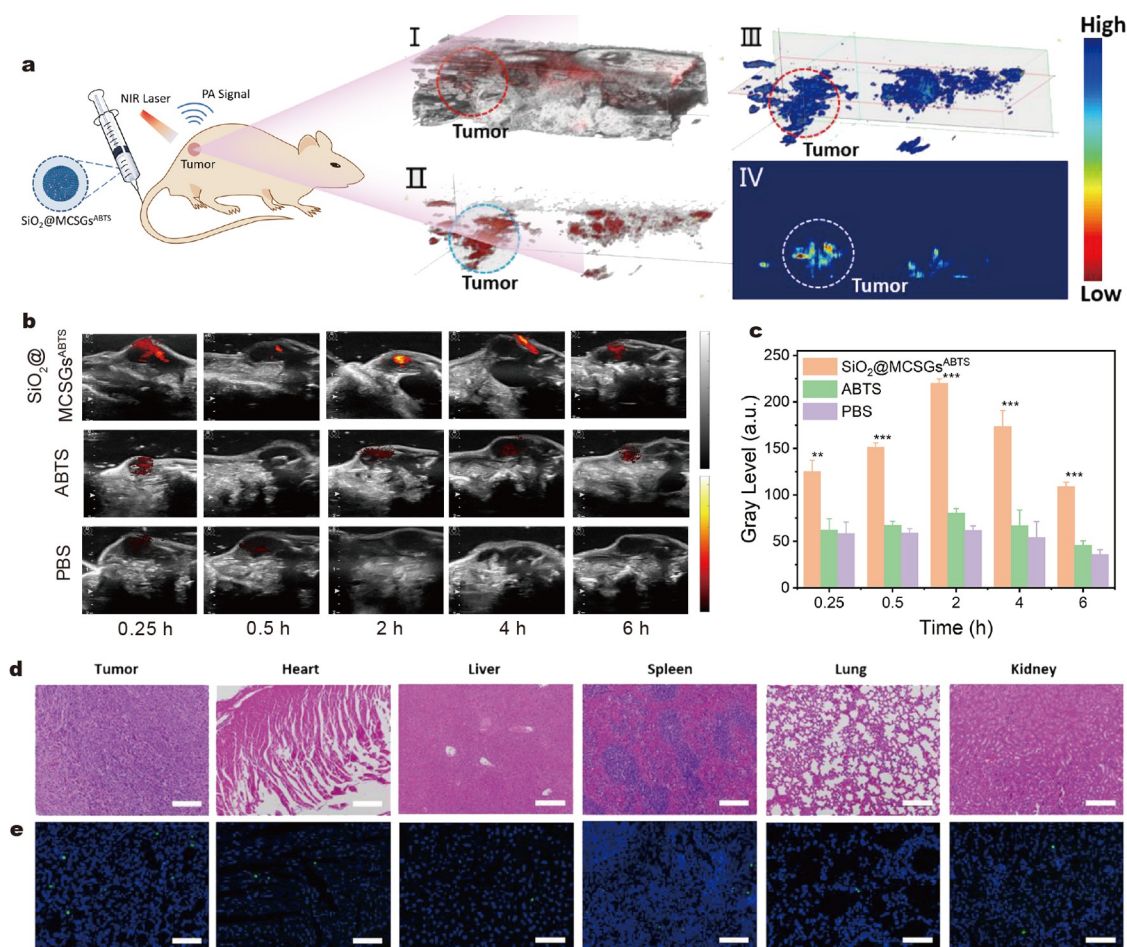 a
NIR Laser
PA Signal
Tumor
SiO₂@MCSGsᴬᴮᵀˢ
I
Tumor
II
Tumor
III
Tumor
IV
Tumor
High
Low
b
SiO₂@
MCSGsᴬᴮᵀˢ
ABTS
PBS
0.25 h 0.5 h 2 h 4 h 6 h
c
Gray Level (a.u.)
250
200
150
100
50
0
SiO₂@MCSGsᴬᴮᵀˢ
ABTS
PBS
** *** *** *** ***
0.25 0.5 2 4 6
Time (h)
d
Tumor Heart Liver Spleen Lung Kidney
e